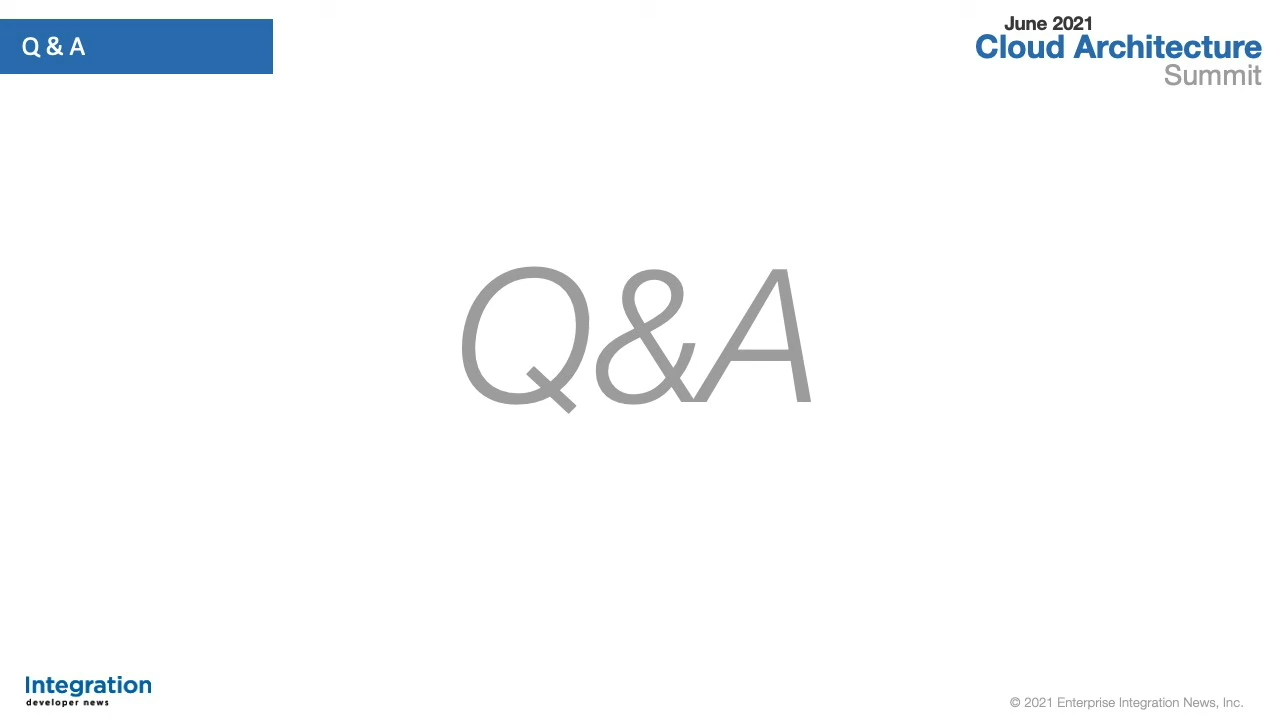 Q & A
June 2021
Cloud Architecture
Summit
Q&A
Integration
developer news
© 2021 Enterprise Integration News, Inc.